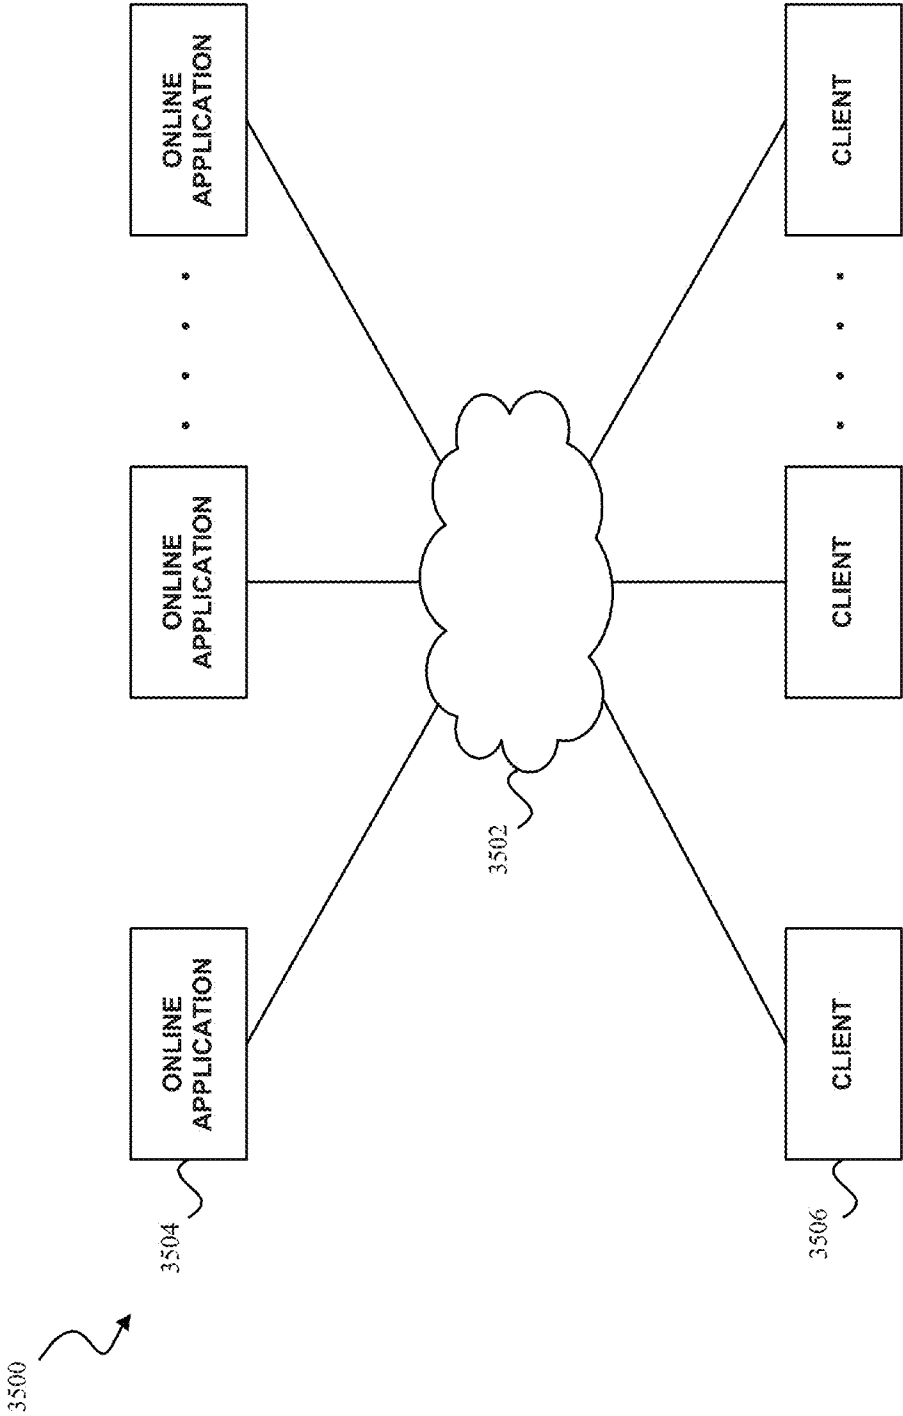 3500
3504
ONLINE
APPLICATION
ONLINE
APPLICATION
ONLINE
APPLICATION
3502
3506
CLIENT
CLIENT
CLIENT